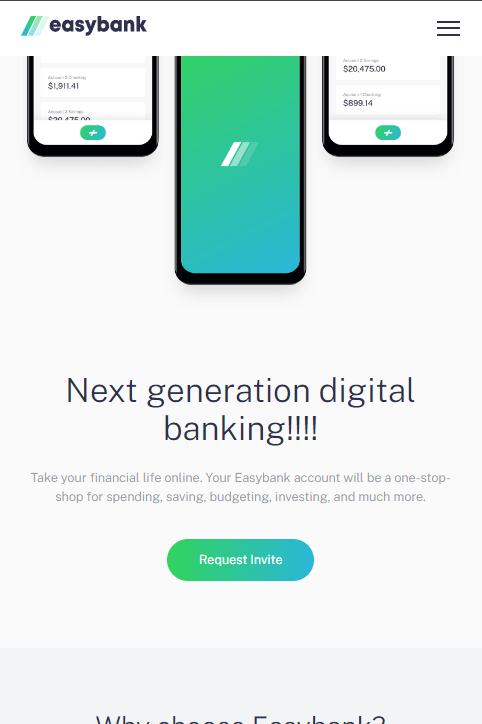 easybank
Account 2 Checking
$1,911.41
Account 2 Savings
$20,475.00
Account 2 Savings
$20,475.00
Account 1 Checking
$899.14
Next generation digital
banking!!!!
Take your financial life online. Your Easybank account will be a one-stop-
shop for spending, saving, budgeting, investing, and much more.
Request Invite
Why choose Easybank?